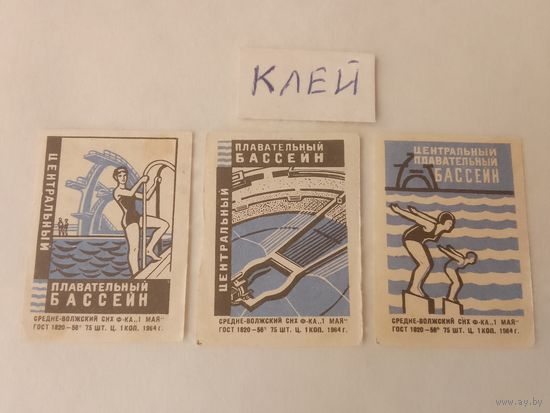 КЛЕЙ
ЦЕНТРАЛЬНЫЙ
ПЛАВАТЕЛЬНЫЙ
БАССЕЙН
СРЕДНЕ-ВОЛЖСКИЙ СНХ Ф-КА„1 МАЯ"
ГОСТ 1820—56* 75 ШТ. Ц. 1 КОП. 1964 г.
ПЛАВАТЕЛЬНЫЙ
БАССЕЙН
ЦЕНТРАЛЬНЫЙ
СРЕДНЕ-ВОЛЖСКИЙ СНХ Ф-КА„1 МАЯ"
ГОСТ 1820—56* 75 ШТ. Ц. 1 КОП. 1964 г.
ЦЕНТРАЛЬНЫЙ
ПЛАВАТЕЛЬНЫЙ
БАССЕЙН
СРЕДНЕ-ВОЛЖСКИЙ СНХ Ф-КА„1 МАЯ"
ГОСТ 1820—56* 75 ШТ. Ц. 1 КОП. 1964 г.
ay.by